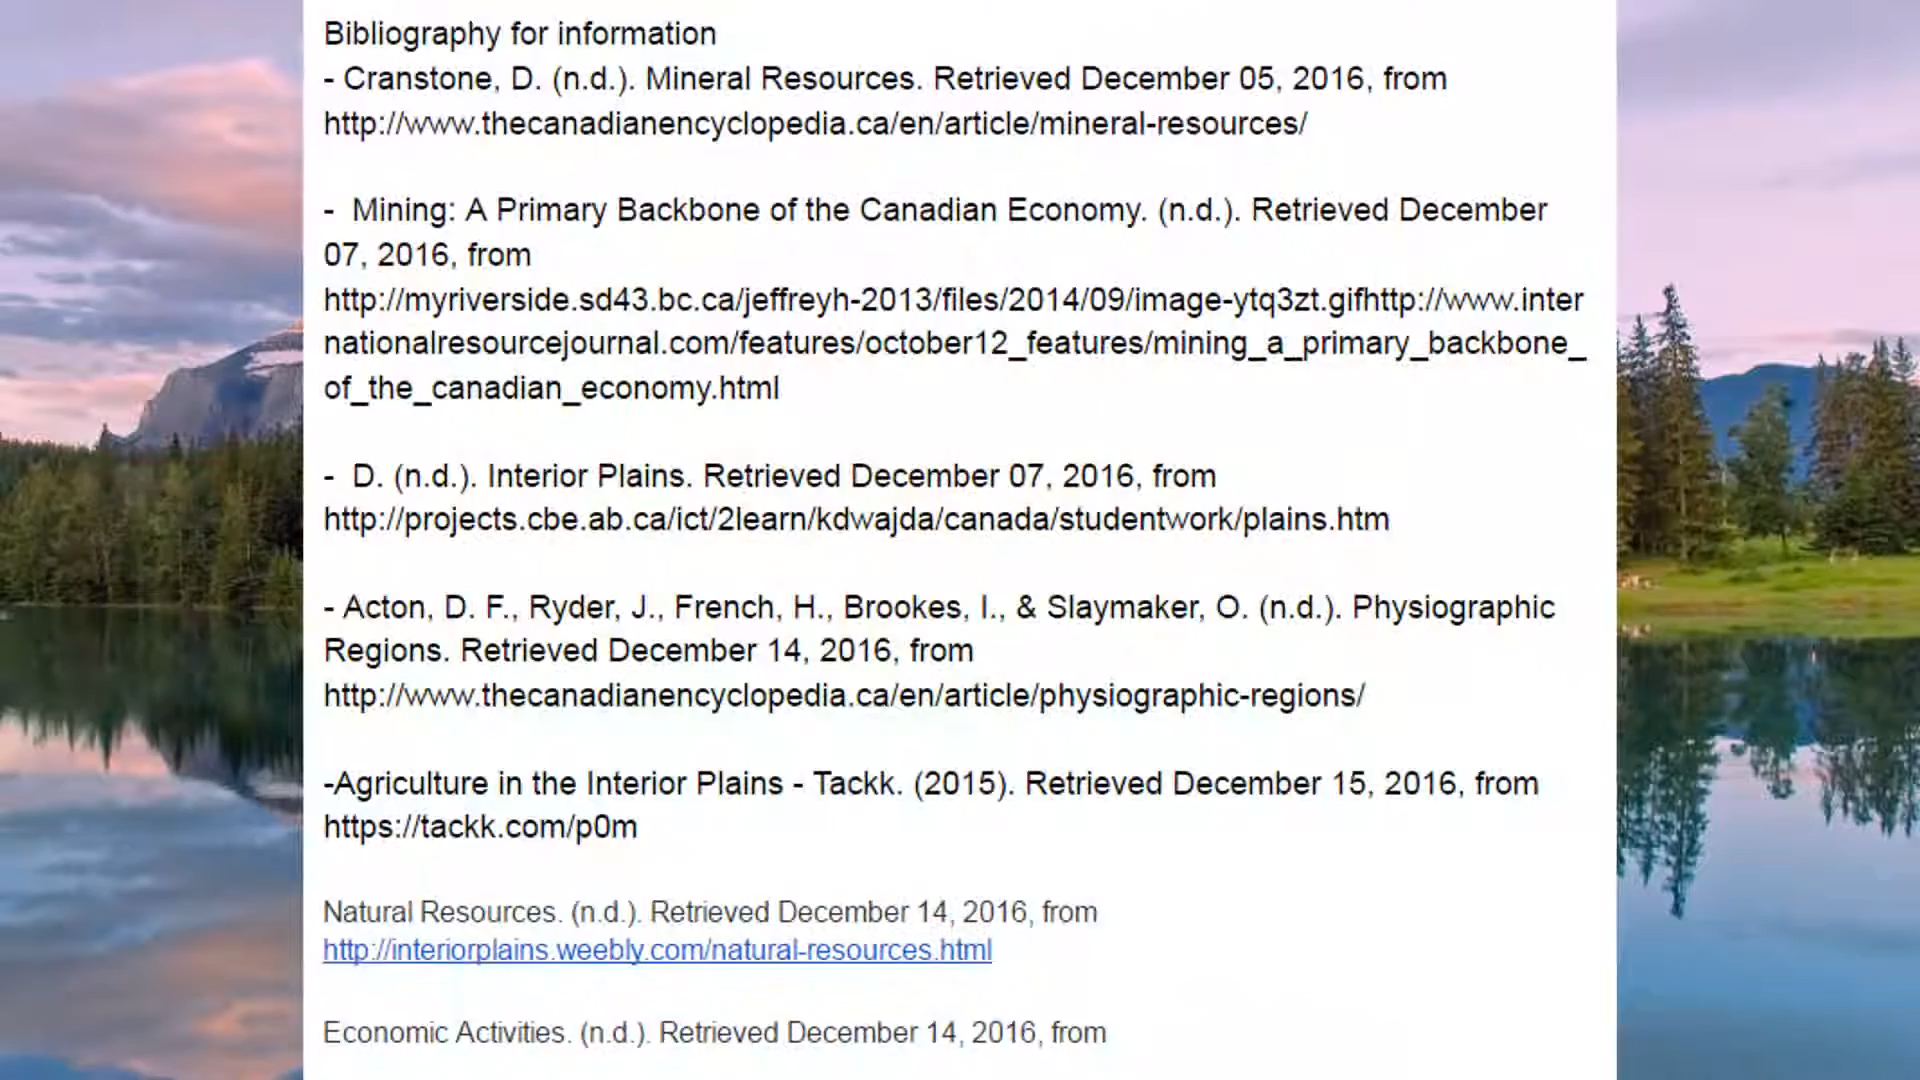 Bibliography for information
- Cranstone, D. (n.d.). Mineral Resources. Retrieved December 05, 2016, from
http://www.thecanadianencyclopedia.ca/en/article/mineral-resources/
- Mining: A Primary Backbone of the Canadian Economy. (n.d.). Retrieved December
07, 2016, from
http://myriverside.sd43.bc.ca/jeffreyh-2013/files/2014/09/image-ytq3zt.gifhttp://www.inter
nationalresourcejournal.com/features/october12_features/mining_a_primary_backbone_
of_the_canadian_economy.html
- D. (n.d.). Interior Plains. Retrieved December 07, 2016, from
http://projects.cbe.ab.ca/ict/2learn/kdwajda/canada/studentwork/plains.htm
- Acton, D. F., Ryder, J., French, H., Brookes, I., & Slaymaker, O. (n.d.). Physiographic
Regions. Retrieved December 14, 2016, from
http://www.thecanadianencyclopedia.ca/en/article/physiographic-regions/
-Agriculture in the Interior Plains - Tackk. (2015). Retrieved December 15, 2016, from
https://tackk.com/p0m
Natural Resources. (n.d.). Retrieved December 14, 2016, from
http://interiorplains.weebly.com/natural-resources.html
Economic Activities. (n.d.). Retrieved December 14, 2016, from